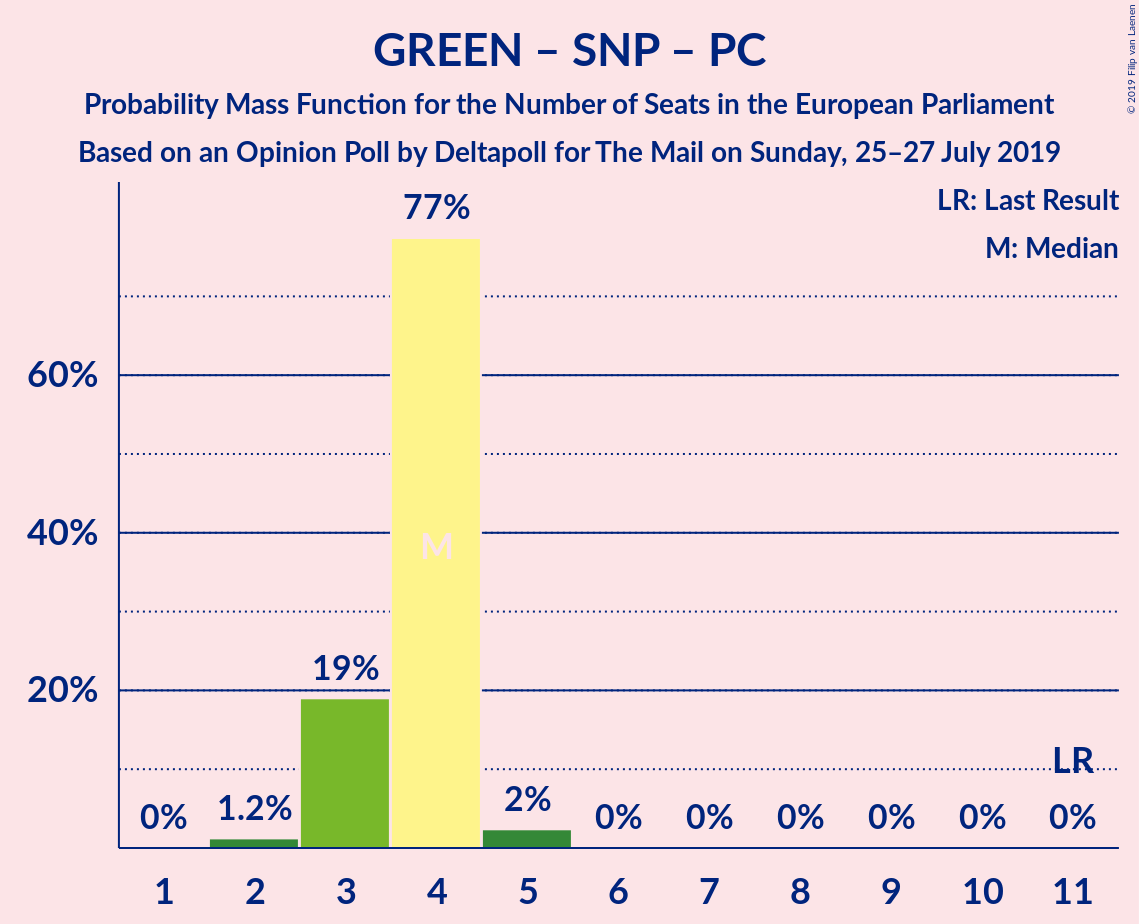 GREEN – SNP – PC
Probability Mass Function for the Number of Seats in the European Parliament
Based on an Opinion Poll by Deltapoll for The Mail on Sunday, 25–27 July 2019
© 2019 Filip van Laenen
LR: Last Result
M: Median
77%
60%
40%
M
19%
20%
LR
0%
1.2%
2%
0%
0%
0%
0%
0%
0%
1 2 3 4 5 6 7 8 9 10 11